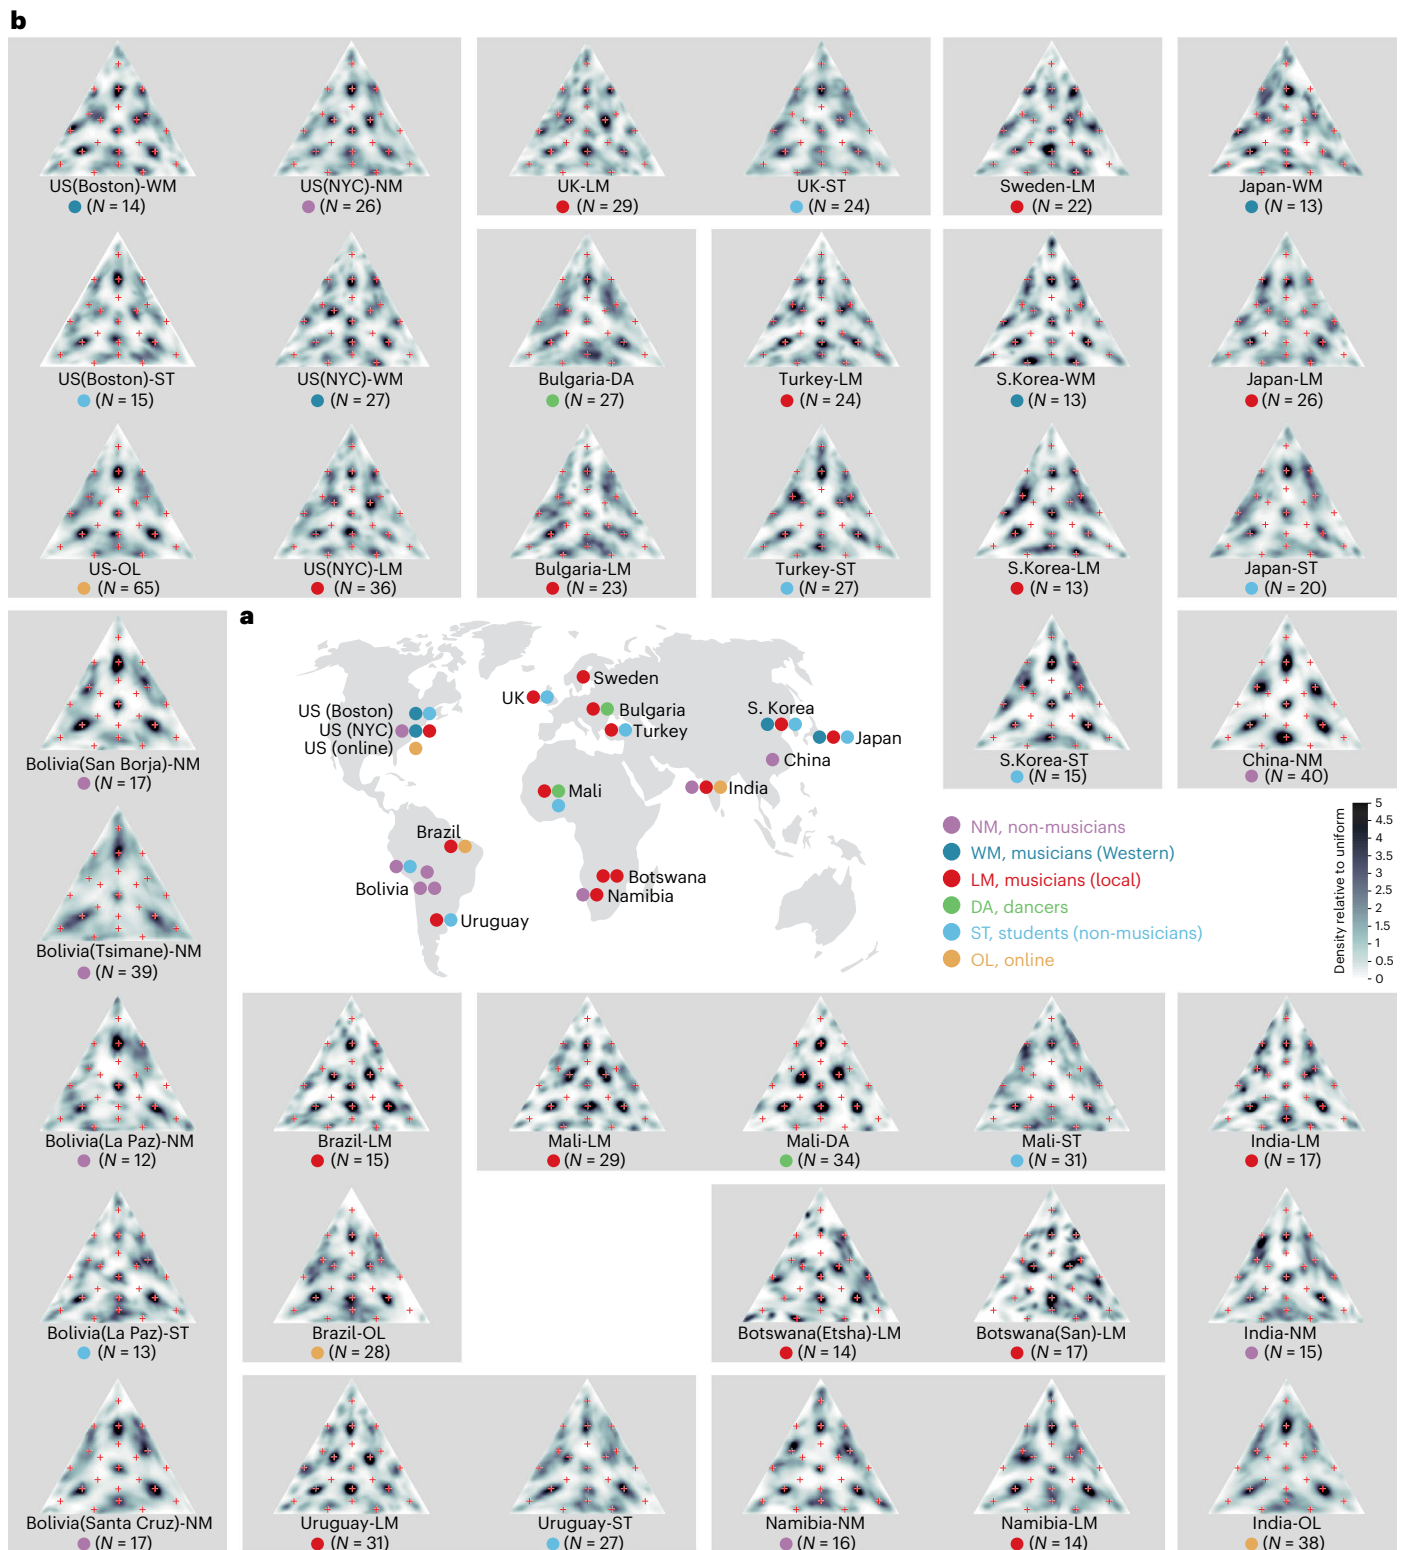 b
US(Boston)-WM
(N = 14)
US(NYC)-NM
(N = 26)
UK-LM
(N = 29)
UK-ST
(N = 24)
Sweden-LM
(N = 22)
Japan-WM
(N = 13)
US(Boston)-ST
(N = 15)
US(NYC)-WM
(N = 27)
Bulgaria-DA
(N = 27)
Turkey-LM
(N = 24)
S.Korea-WM
(N = 13)
Japan-LM
(N = 26)
US-OL
(N = 65)
US(NYC)-LM
(N = 36)
Bulgaria-LM
(N = 23)
Turkey-ST
(N = 27)
S.Korea-LM
(N = 13)
Japan-ST
(N = 20)
Bolivia(San Borja)-NM
(N = 17)
S.Korea-ST
(N = 15)
China-NM
(N = 40)
a
Sweden
UK
US (Boston)
US (NYC)
US (online)
Bulgaria
Turkey
S. Korea
Japan
China
Mali
India
Brazil
Bolivia
Botswana
Namibia
Uruguay
NM, non-musicians
WM, musicians (Western)
LM, musicians (local)
DA, dancers
ST, students (non-musicians)
OL, online
Density relative to uniform
5
4.5
4
3.5
3
2.5
2
1.5
1
0.5
0
Bolivia(Tsimane)-NM
(N = 39)
Bolivia(La Paz)-NM
(N = 12)
Brazil-LM
(N = 15)
Mali-LM
(N = 29)
Mali-DA
(N = 34)
Mali-ST
(N = 31)
India-LM
(N = 17)
Bolivia(La Paz)-ST
(N = 13)
Brazil-OL
(N = 28)
Botswana(Etsha)-LM
(N = 14)
Botswana(San)-LM
(N = 17)
India-NM
(N = 15)
Bolivia(Santa Cruz)-NM
(N = 17)
Uruguay-LM
(N = 31)
Uruguay-ST
(N = 27)
Namibia-NM
(N = 16)
Namibia-LM
(N = 14)
India-OL
(N = 38)